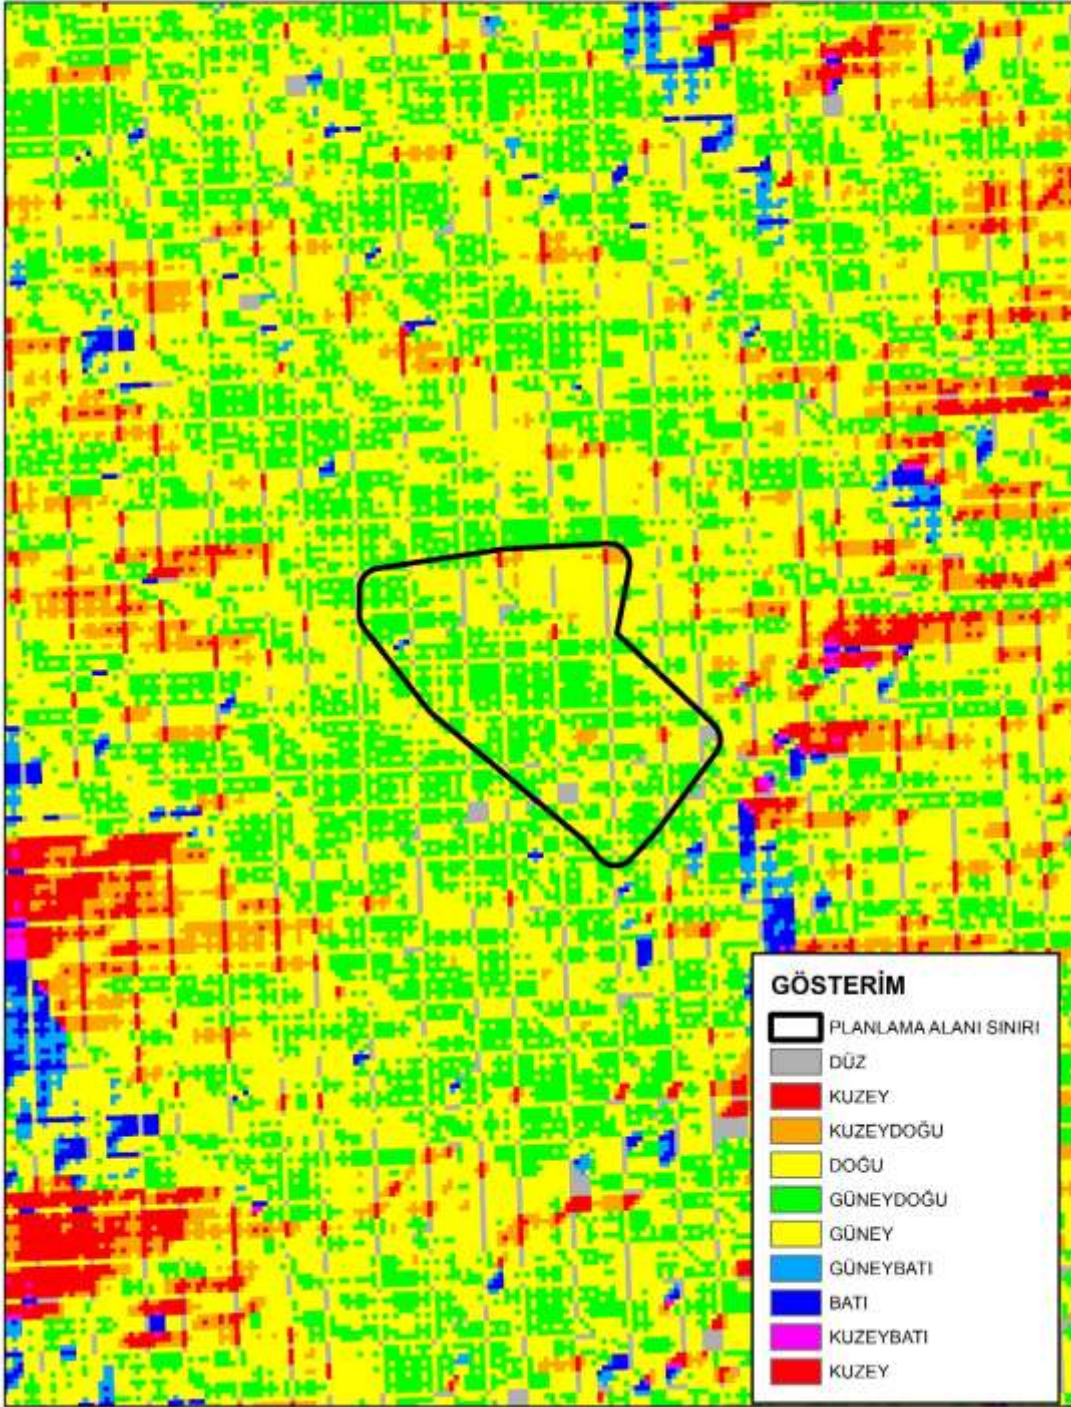 GÖSTERİM
PLANLAMA ALANI SINIRI
DÜZ
KUZEY
KUZEYDOĞU
DOĞU
GÜNEYDOĞU
GÜNEY
GÜNEYBATI
BATI
KUZEYBATI
KUZEY